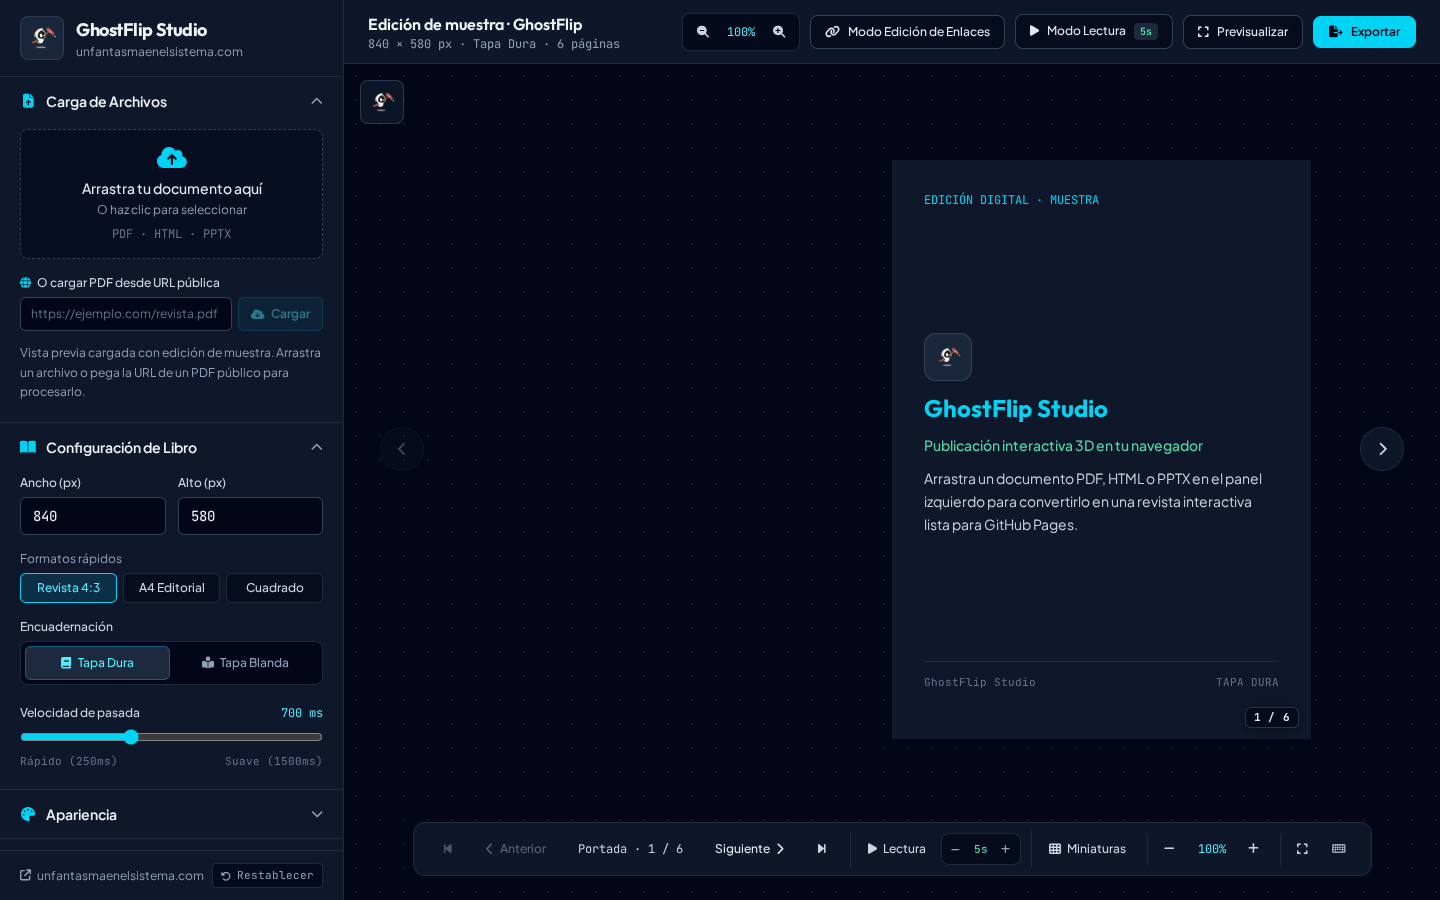 GhostFlip Studio
unfantasmaenelsistema.com
Carga de Archivos
Arrastra tu documento aquí
O haz clic para seleccionar
PDF · HTML · PPTX
O cargar PDF desde URL pública
https://ejemplo.com/revista.pdf
Cargar
Vista previa cargada con edición de muestra. Arrastra
un archivo o pega la URL de un PDF público para
procesarlo.
Configuración de Libro
Ancho (px)
Alto (px)
840
580
Formatos rápidos
Revista 4:3
A4 Editorial
Cuadrado
Encuadernación
Tapa Dura
Tapa Blanda
Velocidad de pasada
700 ms
Rápido (250ms)
Suave (1500ms)
Apariencia
unfantasmaenelsistema.com
Restablecer
Edición de muestra · GhostFlip
840 × 580 px · Tapa Dura · 6 páginas
100%
Modo Edición de Enlaces
Modo Lectura 5s
Previsualizar
Exportar
EDICIÓN DIGITAL · MUESTRA
GhostFlip Studio
Publicación interactiva 3D en tu navegador
Arrastra un documento PDF, HTML o PPTX en el panel
izquierdo para convertirlo en una revista interactiva
lista para GitHub Pages.
GhostFlip Studio
TAPA DURA
1 / 6
Anterior
Portada · 1 / 6
Siguiente
Lectura
– 5s +
Miniaturas
– 100% +